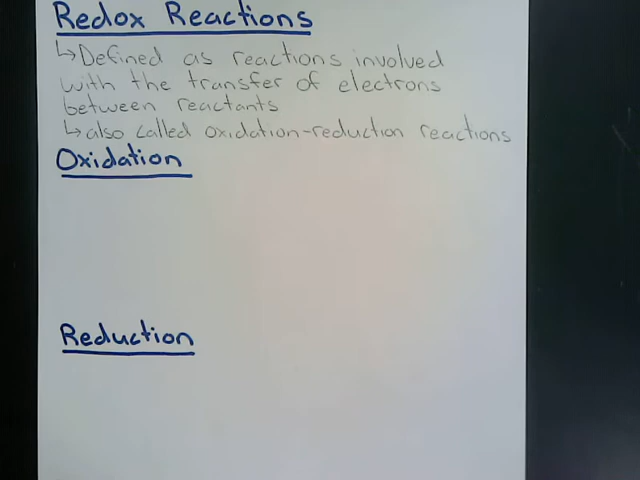 Redox Reactions
↳Defined as reactions involved
with the transfer of electrons
between reactants
↳also called oxidation-reduction reactions
Oxidation
Reduction